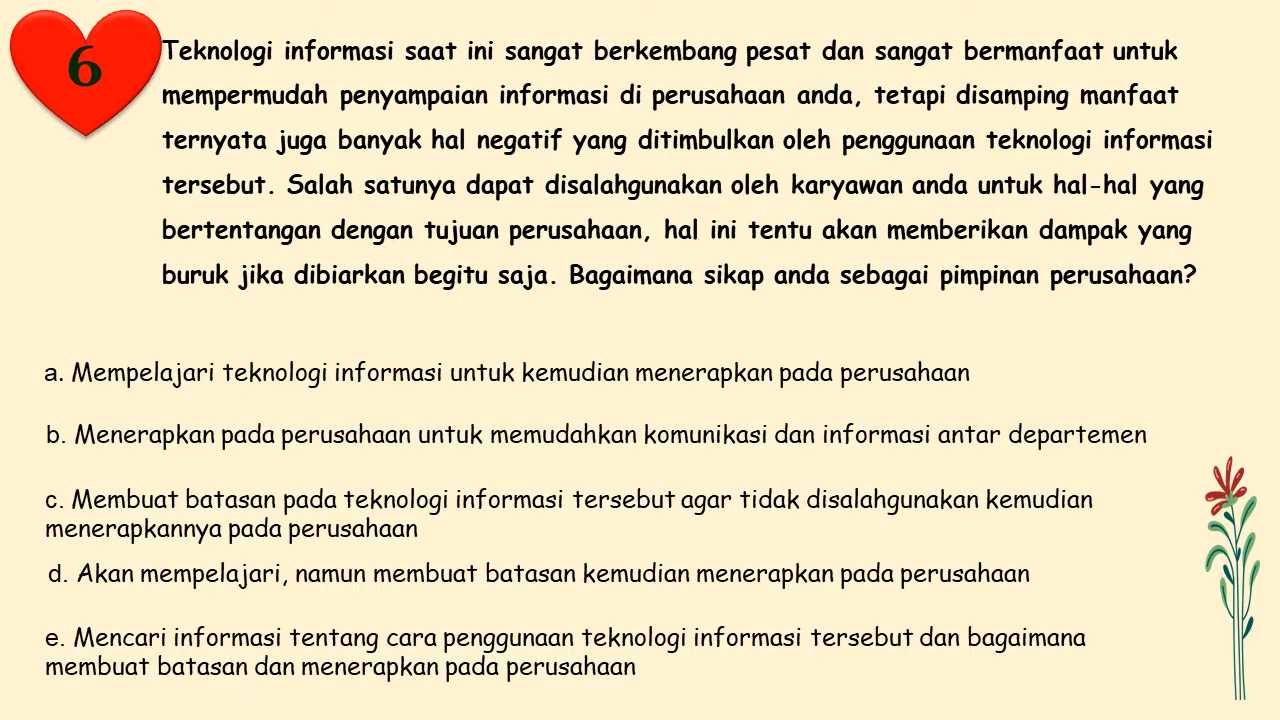 6
Teknologi informasi saat ini sangat berkembang pesat dan sangat bermanfaat untuk
mempermudah penyampaian informasi di perusahaan anda, tetapi disamping manfaat
ternyata juga banyak hal negatif yang ditimbulkan oleh penggunaan teknologi informasi
tersebut. Salah satunya dapat disalahgunakan oleh karyawan anda untuk hal-hal yang
bertentangan dengan tujuan perusahaan, hal ini tentu akan memberikan dampak yang
buruk jika dibiarkan begitu saja. Bagaimana sikap anda sebagai pimpinan perusahaan?
a. Mempelajari teknologi informasi untuk kemudian menerapkan pada perusahaan
b. Menerapkan pada perusahaan untuk memudahkan komunikasi dan informasi antar departemen
c. Membuat batasan pada teknologi informasi tersebut agar tidak disalahgunakan kemudian
menerapkannya pada perusahaan
d. Akan mempelajari, namun membuat batasan kemudian menerapkan pada perusahaan
e. Mencari informasi tentang cara penggunaan teknologi informasi tersebut dan bagaimana
membuat batasan dan menerapkan pada perusahaan